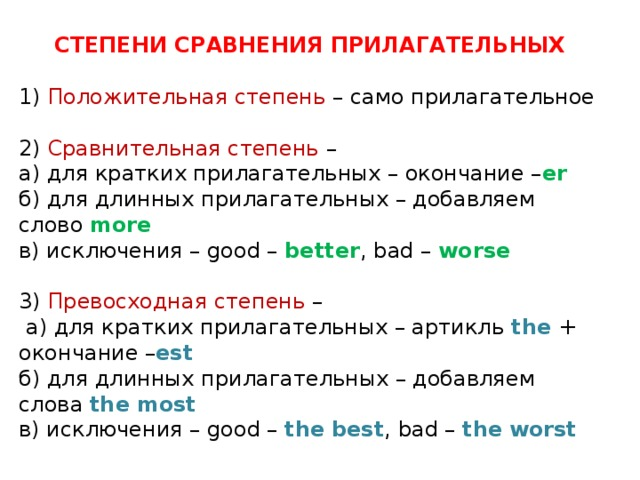 СТЕПЕНИ СРАВНЕНИЯ ПРИЛАГАТЕЛЬНЫХ
1) Положительная степень – само прилагательное
2) Сравнительная степень –
а) для кратких прилагательных – окончание –er
б) для длинных прилагательных – добавляем
слово more
в) исключения – good – better, bad – worse
3) Превосходная степень –
а) для кратких прилагательных – артикль the +
окончание –est
б) для длинных прилагательных – добавляем
слова the most
в) исключения – good – the best, bad – the worst